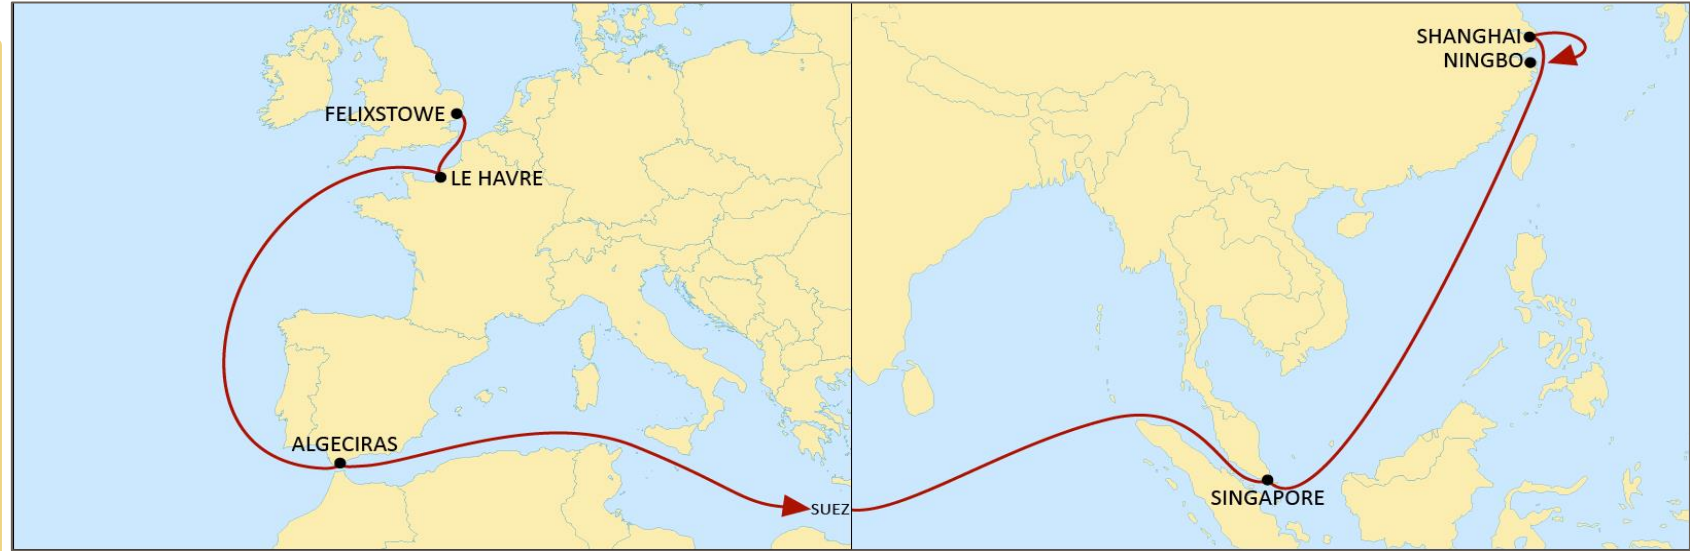 SHANGHAI
NINGBO
FELIXSTOWE
LE HAVRE
ALGECIRAS
SINGAPORE
SUEZ